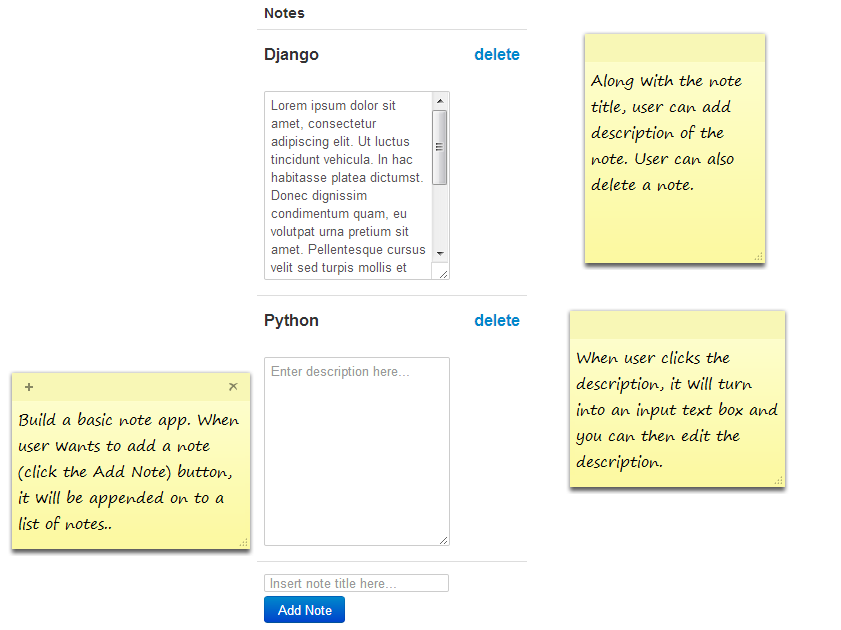 Notes
Django
delete
Lorem ipsum dolor sit
amet, consectetur
adipiscing elit. Ut luctus
tincidunt vehicula. In hac
habitasse platea dictumst.
Donec dignissim
condimentum quam, eu
volutpat urna pretium sit
amet. Pellentesque cursus
velit sed turpis mollis et
Python
delete
Enter description here...
Insert note title here...
Add Note
Along With the note
title, user can add
description of the
note. User can also
delete a note.
When user clicks the
description, it Will turn
into an input text box and
you can then edit the
description.
Build a basic note app. When
user Wants to add a note
(click the Add Note) button,
it Will be appended on to a
list of notes..